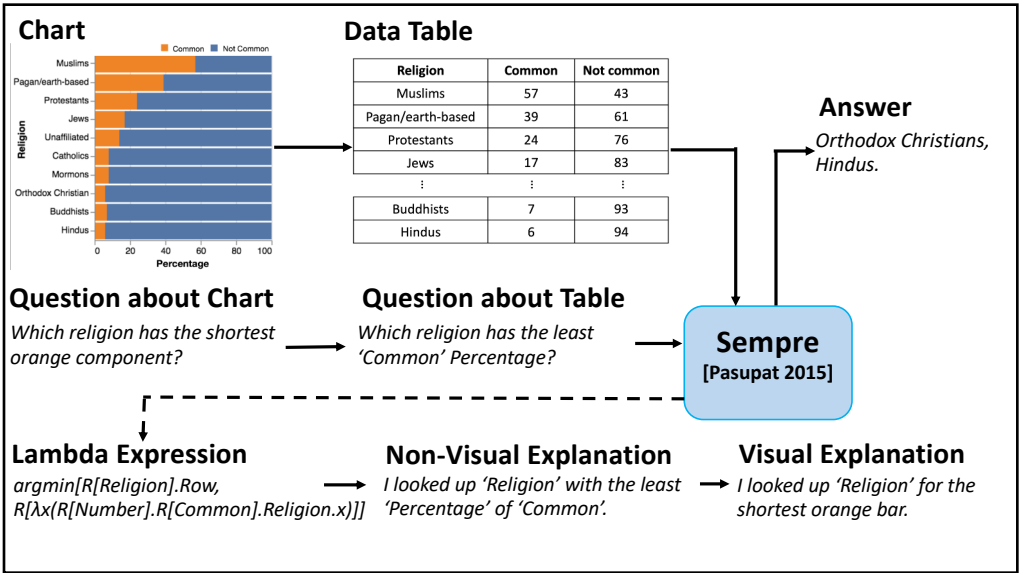 Chart
Common Not Common
Religion
Muslims
Pagan/earth-based
Protestants
Jews
Unaffiliated
Catholics
Mormons
Orthodox Christian
Buddhists
Hindus
0 20 40 60 80 100
Percentage
Data Table
Religion Common Not common
Muslims 57 43
Pagan/earth-based 39 61
Protestants 24 76
Jews 17 83
⋮ ⋮ ⋮
Buddhists 7 93
Hindus 6 94
Answer
Orthodox Christians,
Hindus.
Question about Chart
Which religion has the shortest
orange component?
Question about Table
Which religion has the least
‘Common’ Percentage?
Sempre
[Pasupat 2015]
Lambda Expression
argmin[R[Religion].Row,
R[λx(R[Number].R[Common].Religion.x)]]
Non-Visual Explanation
I looked up ‘Religion’ with the least
‘Percentage’ of ‘Common’.
Visual Explanation
I looked up ‘Religion’ for the
shortest orange bar.